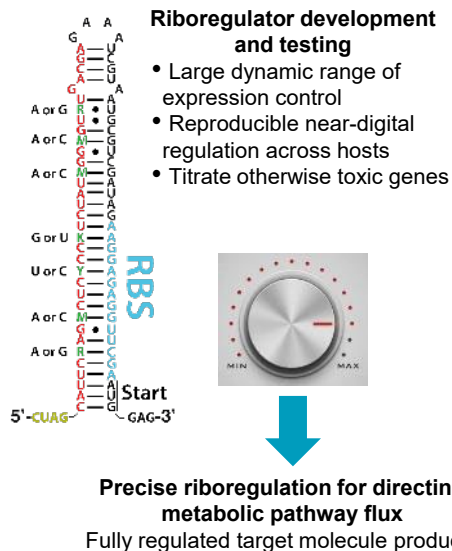 Riboregulator development
and testing
• Large dynamic range of
expression control
• Reproducible near-digital
regulation across hosts
• Titrate otherwise toxic genes
A or G
A or C
A or C
G or U
U or C
A or C
A or G
RBS
Start
5'-CUAG
GAG-3'
MIN MAX
Precise riboregulation for directin
metabolic pathway flux
Fully regulated target molecule produc